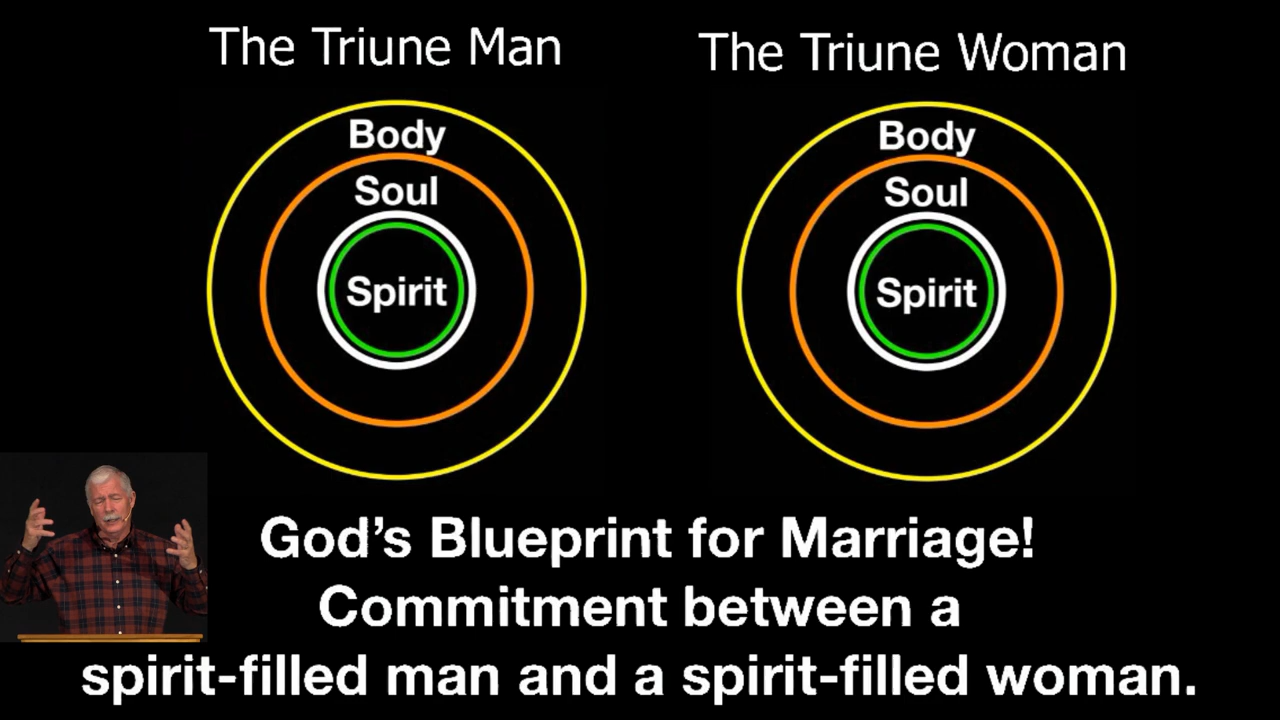 The Triune Man
The Triune Woman
Body
Soul
Spirit
Body
Soul
Spirit
God's Blueprint for Marriage!
Commitment between a
spirit-filled man and a spirit-filled woman.